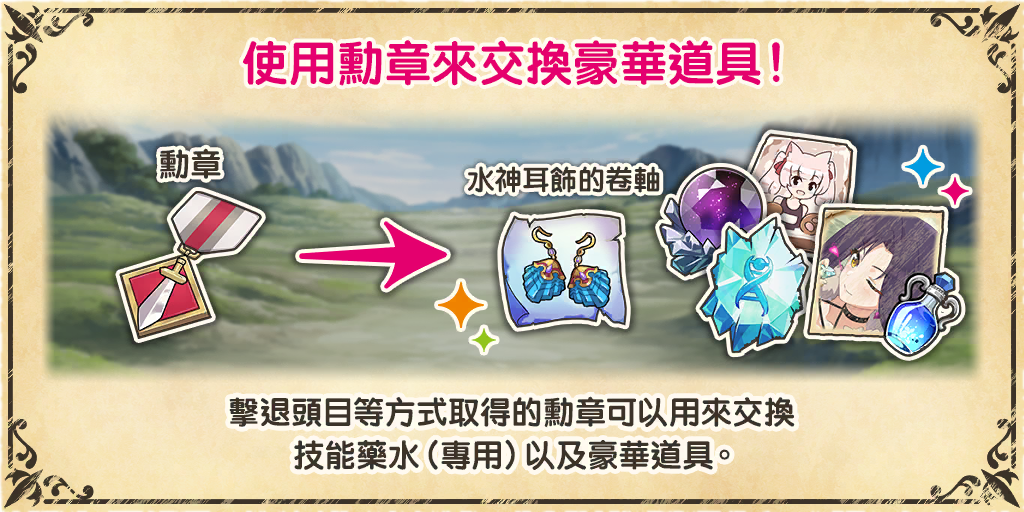 使用勳章來交換豪華道具！
勳章
水神耳飾的卷軸
擊退頭目等方式取得的勳章可以用來交換
技能藥水（專用）以及豪華道具。